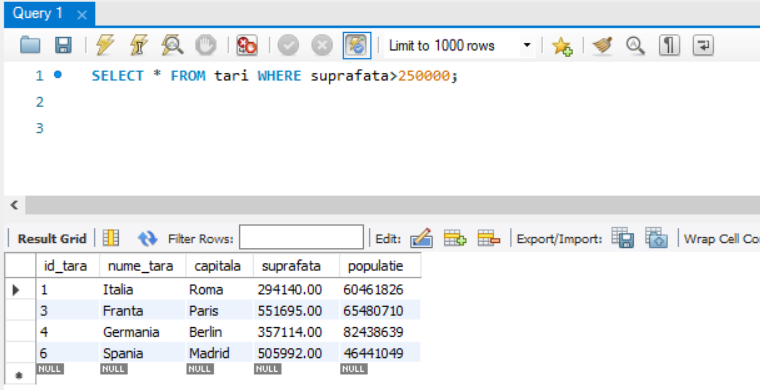 Query 1
Limit to 1000 rows
1 SELECT * FROM tari WHERE suprafata>250000;
2
3
Result Grid Filter Rows: Edit: Export/Import: Wrap Cell Co
id_tara nume_tara capitala suprafata populatie
1 Italia Roma 294140.00 60461826
3 Franta Paris 551695.00 65480710
4 Germania Berlin 357114.00 82438639
6 Spania Madrid 505992.00 46441049
NULL NULL NULL NULL NULL